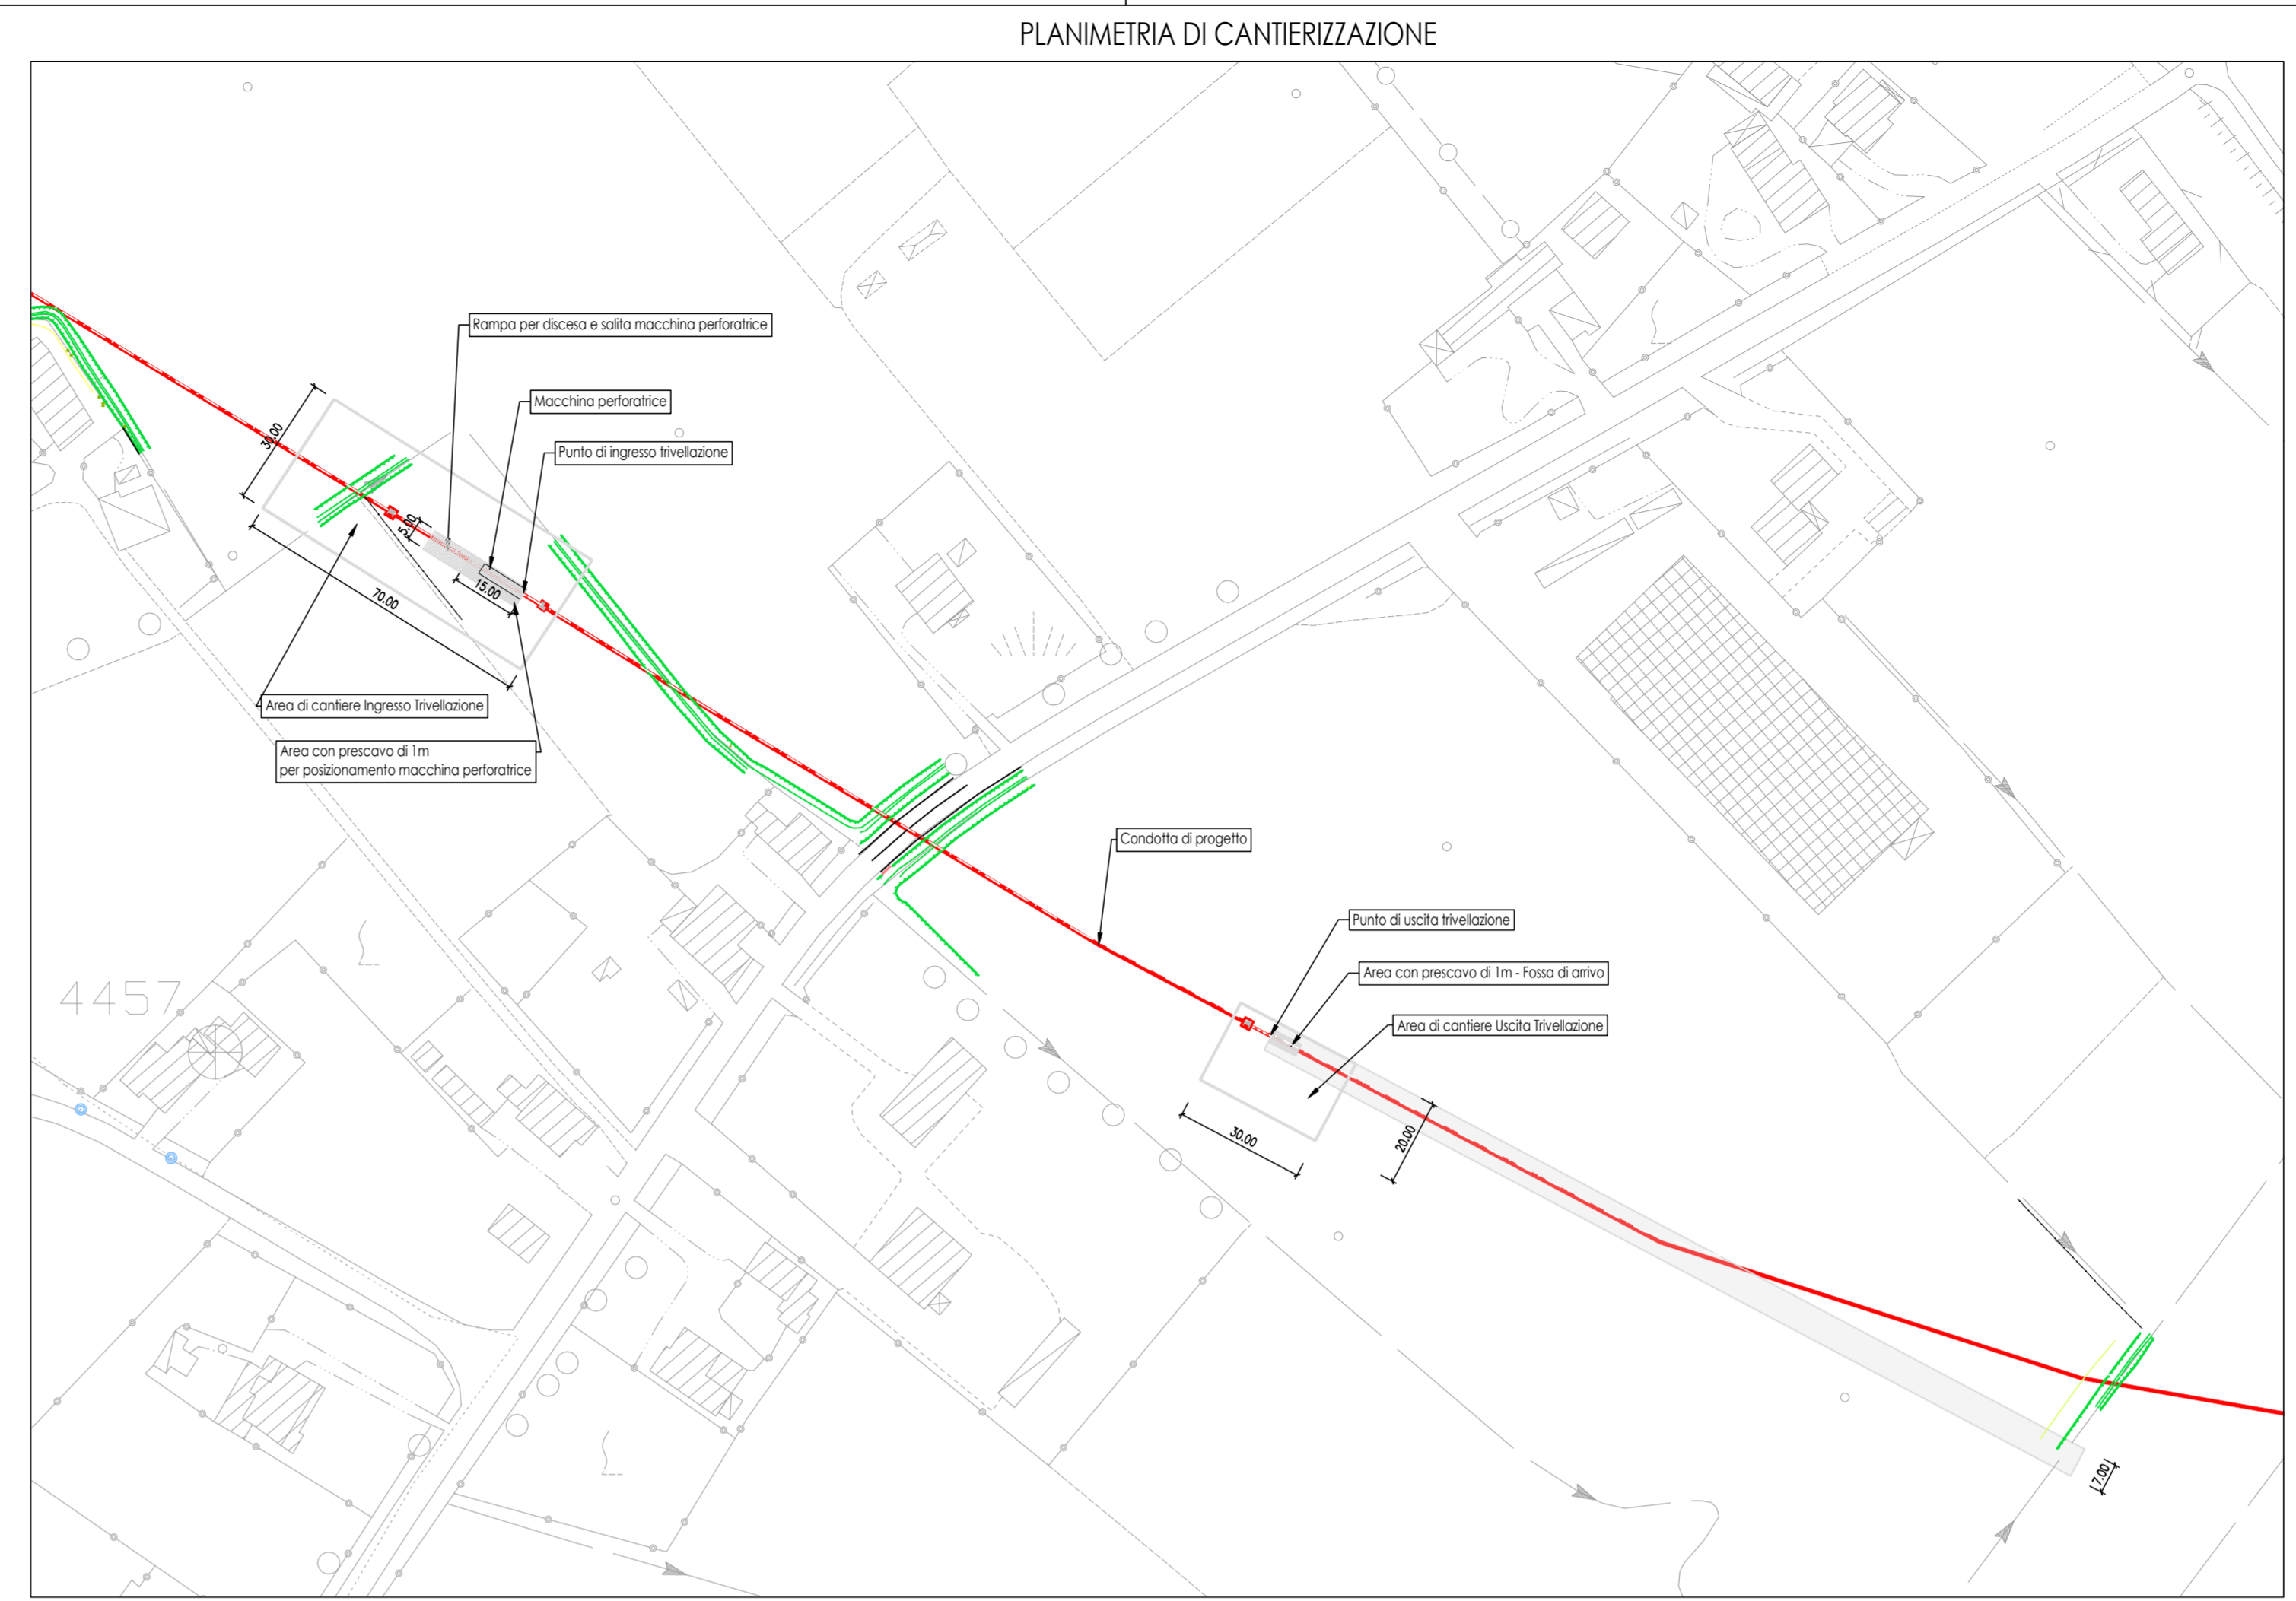 PLANIMETRIA DI CANTIERIZZAZIONE
Rampa per discesa e salita macchina perforatrice
Macchina perforatrice
30.00
Punto di ingresso trivellazione
5.00
15.00
70.00
Area di cantiere Ingresso Trivellazione
Area con prescavo di 1m
per posizionamento macchina perforatrice
Condotta di progetto
Punto di uscita trivellazione
Area con prescavo di 1m - Fossa di arrivo
4457
Area di cantiere Uscita Trivellazione
30.00
20.00
7.00